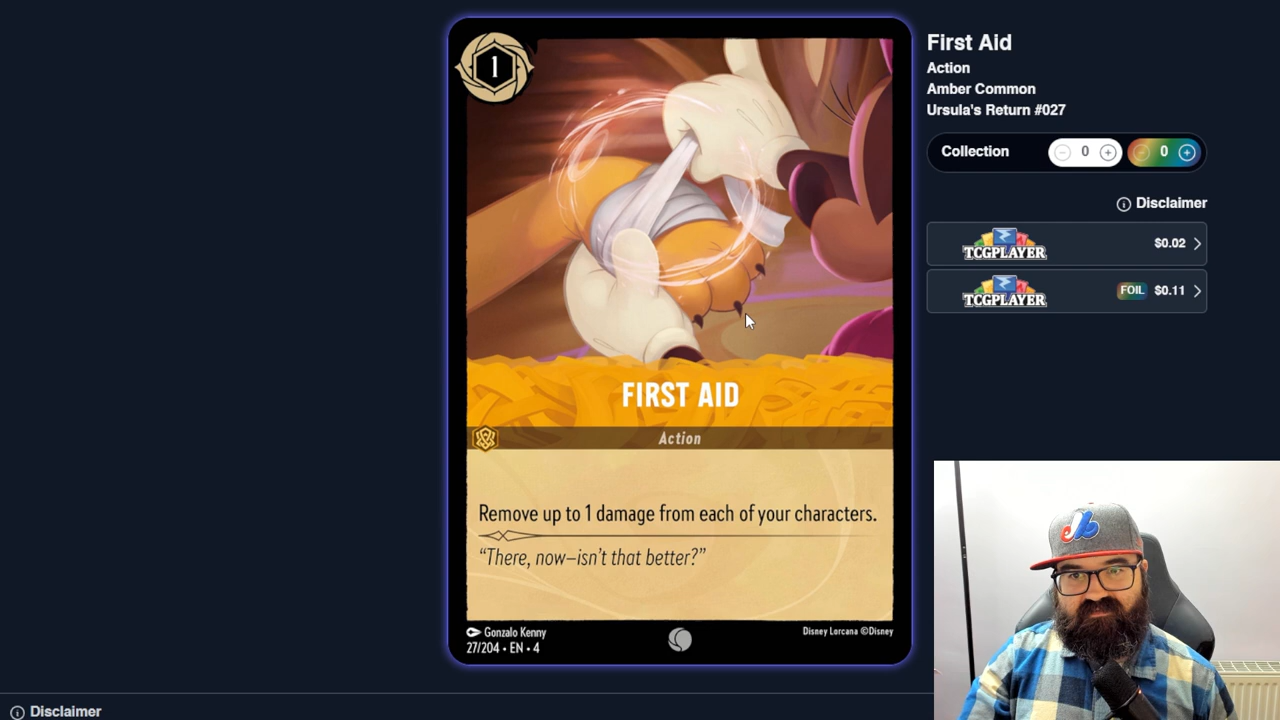 1
FIRST AID
Action
Remove up to 1 damage from each of your characters.
“There, now—isn’t that better?”
Gonzalo Kenny
27/204 • EN • 4
Disney Lorcana ©Disney
First Aid
Action
Amber Common
Ursula's Return #027
Collection
0
0
Disclaimer
TCGPLAYER
$0.02
TCGPLAYER
FOIL $0.11
Disclaimer